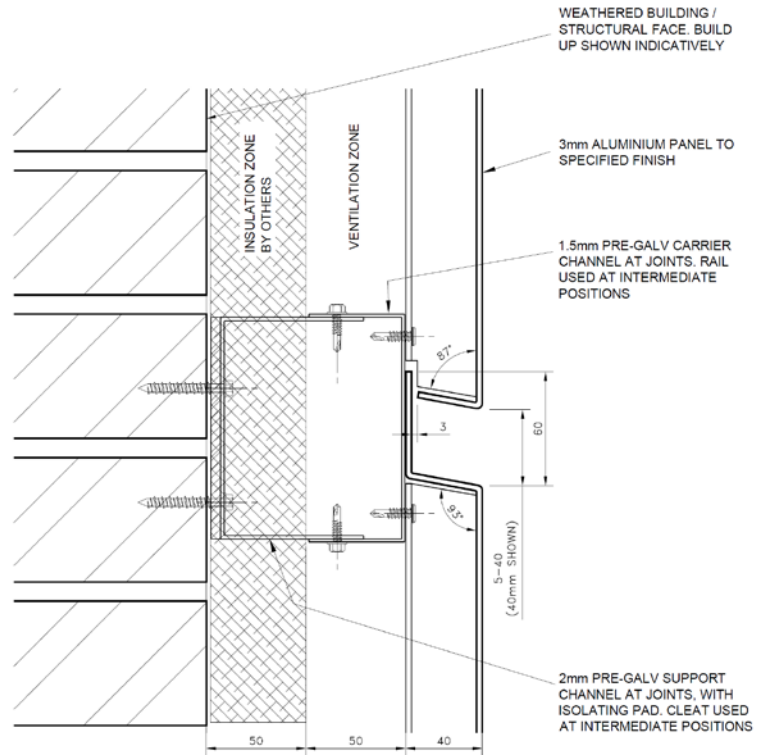 WEATHERED BUILDING /
STRUCTURAL FACE. BUILD
UP SHOWN INDICATIVELY
3mm ALUMINIUM PANEL TO
SPECIFIED FINISH
INSULATION ZONE
BY OTHERS
VENTILATION ZONE
1.5mm PRE-GALV CARRIER
CHANNEL AT JOINTS. RAIL
USED AT INTERMEDIATE
POSITIONS
87°
3
60
93°
5-40
(40mm SHOWN)
2mm PRE-GALV SUPPORT
CHANNEL AT JOINTS, WITH
ISOLATING PAD. CLEAT USED
AT INTERMEDIATE POSITIONS
50
50
40